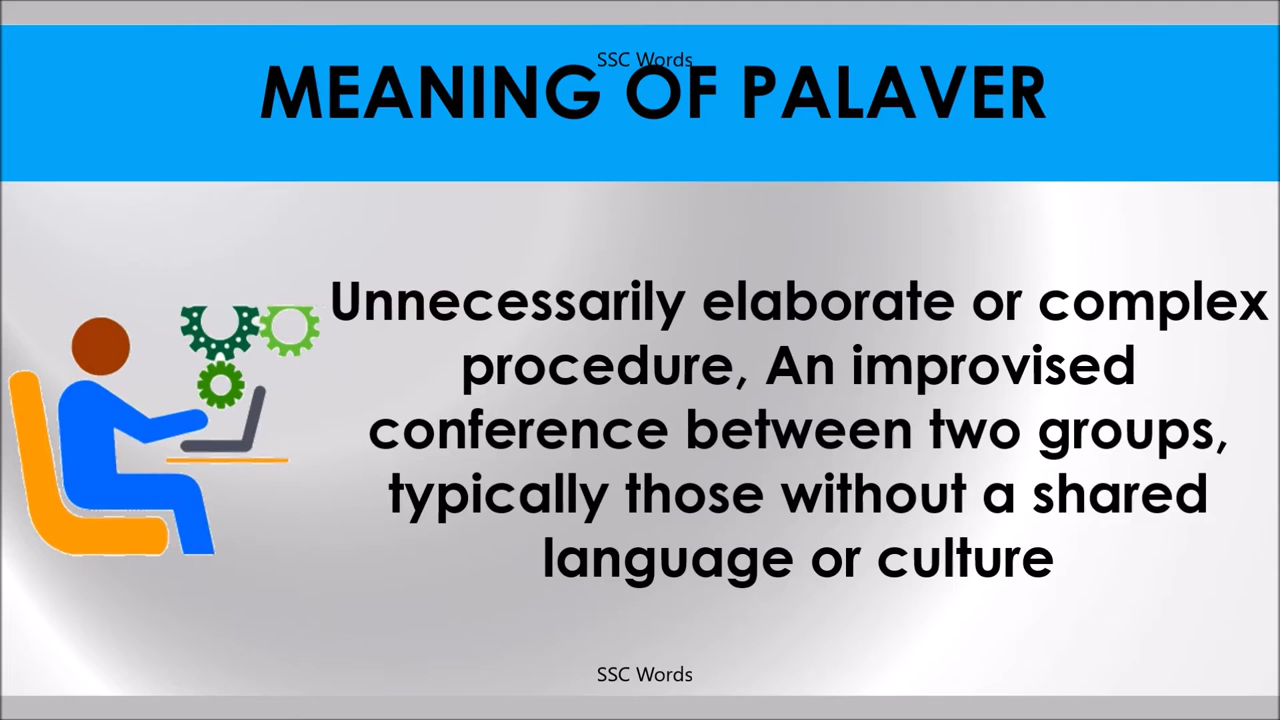 SSC Words
MEANING OF PALAVER
Unnecessarily elaborate or complex
procedure, An improvised
conference between two groups,
typically those without a shared
language or culture
SSC Words